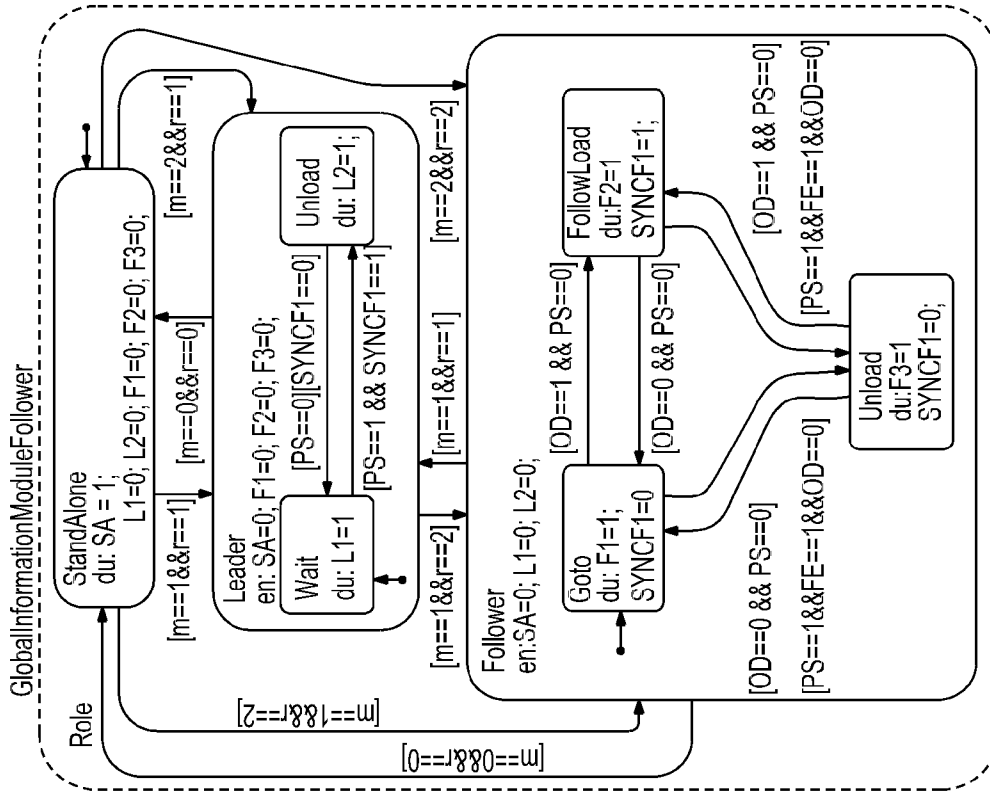 GlobalInformationModuleFollower
Role
StandAlone
du: SA = 1;
L1=0; L2=0; F1=0; F2=0; F3=0;
[m==1&&r==1]
[m==0&&r==0]
[m==2&&r==1]
Leader
en: SA=0; F1=0; F2=0; F3=0;
Wait
du: L1=1
[PS==0][SYNCF1==0]
[PS==1 && SYNCF1==1]
Unload
du: L2=1;
[m==1&&r==2]
[m==0&&r==0]
[m==1&&r==2]
[m==1&&r==1]
[m==2&&r==2]
Follower
en:SA=0; L1=0; L2=0;
Goto
du: F1=1;
SYNCF1=0
[OD==1 && PS==0]
[OD==0 && PS==0]
FollowLoad
du:F2=1
SYNCF1=1;
[OD==0 && PS==0]
[PS==1&&FE==1&&OD==0]
Unload
du:F3=1
SYNCF1=0;
[OD==1 && PS==0]
[PS==1&&FE==1&&OD==0]